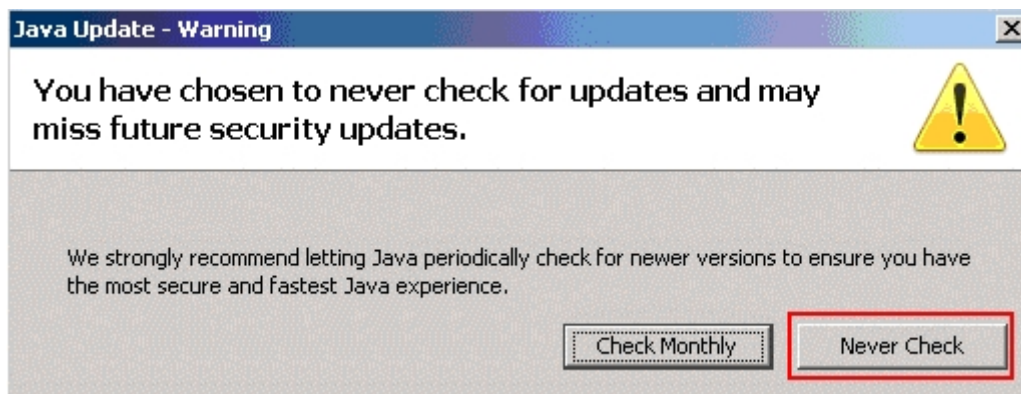 Java Update - Warning
You have chosen to never check for updates and may
miss future security updates.
We strongly recommend letting Java periodically check for newer versions to ensure you have
the most secure and fastest Java experience.
Check Monthly
Never Check